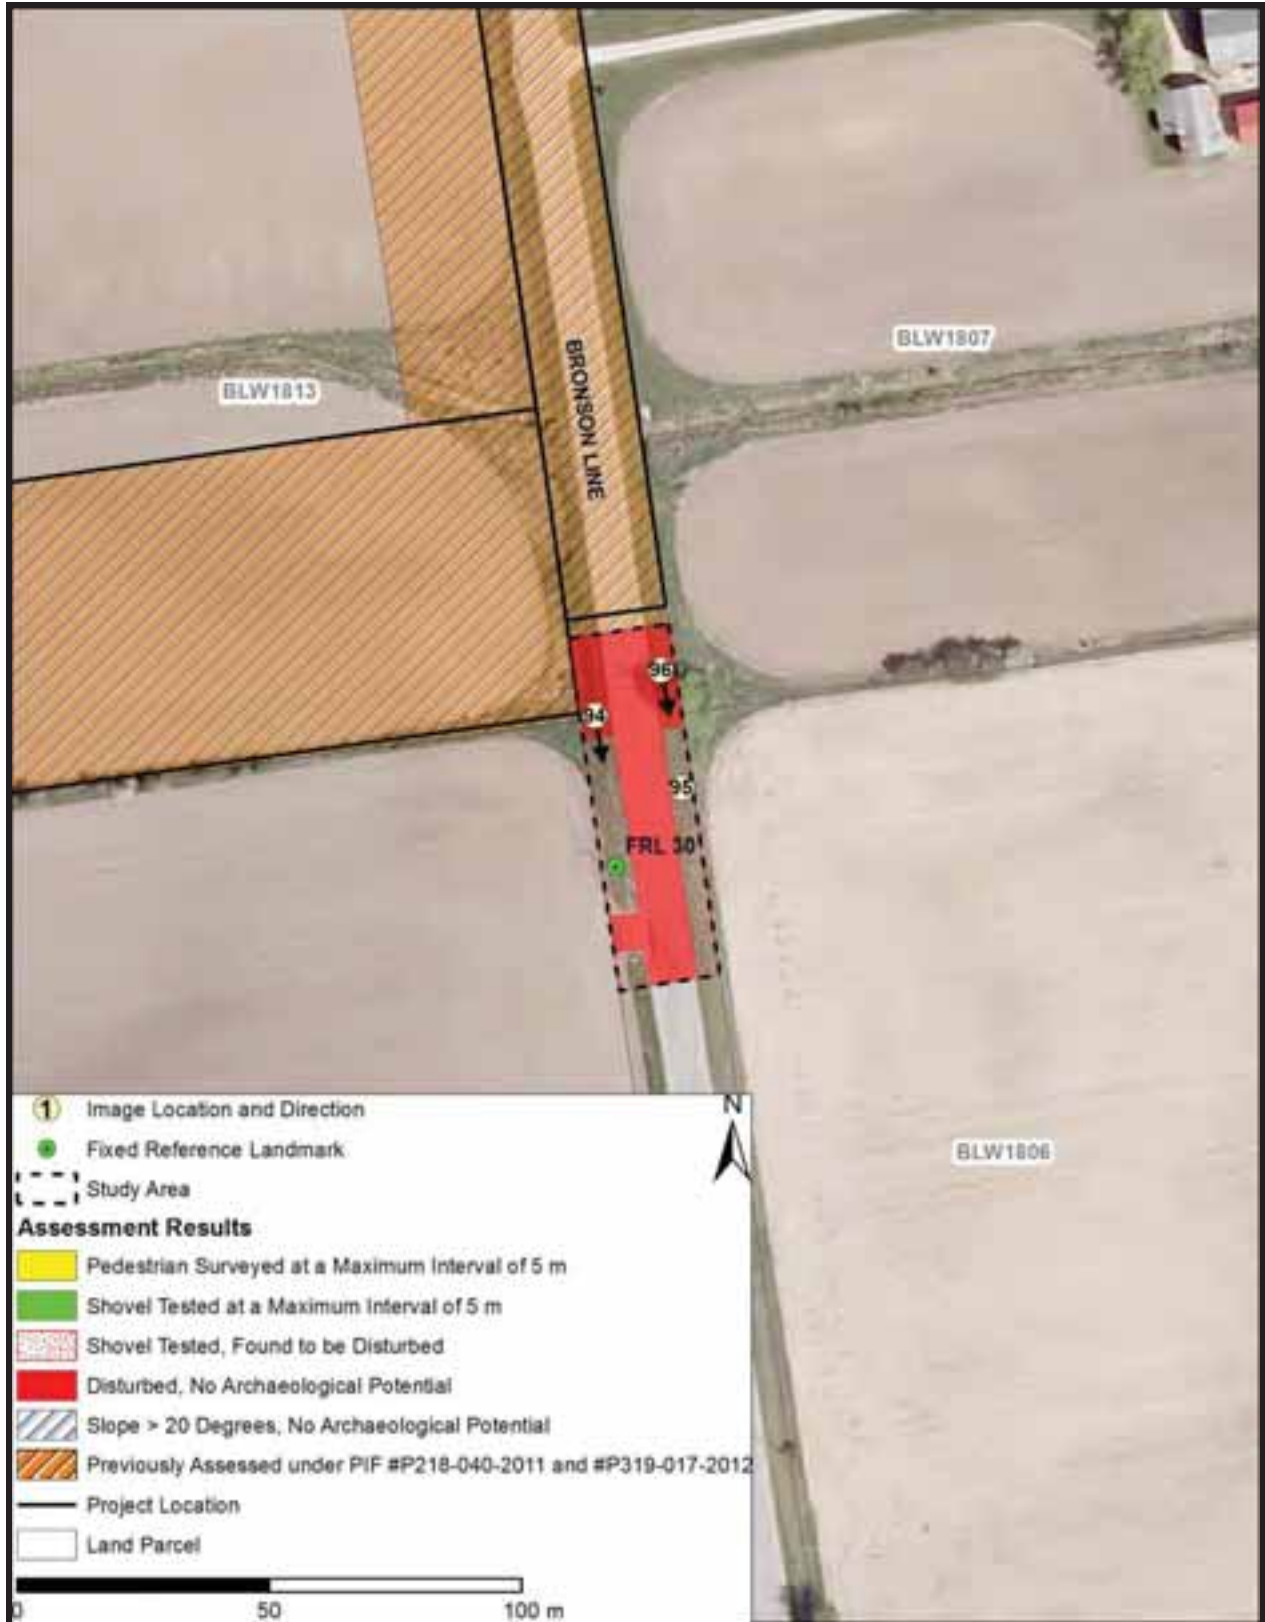 BLW1807
BLW1813
BRONSON LINE
96
94
95
FRL 30
BLW1806
N
1 Image Location and Direction
Fixed Reference Landmark
Study Area
Assessment Results
Pedestrian Surveyed at a Maximum Interval of 5 m
Shovel Tested at a Maximum Interval of 5 m
Shovel Tested, Found to be Disturbed
Disturbed, No Archaeological Potential
Slope > 20 Degrees, No Archaeological Potential
Previously Assessed under PIF #P218-040-2011 and #P319-017-2012
Project Location
Land Parcel
0 50 100 m